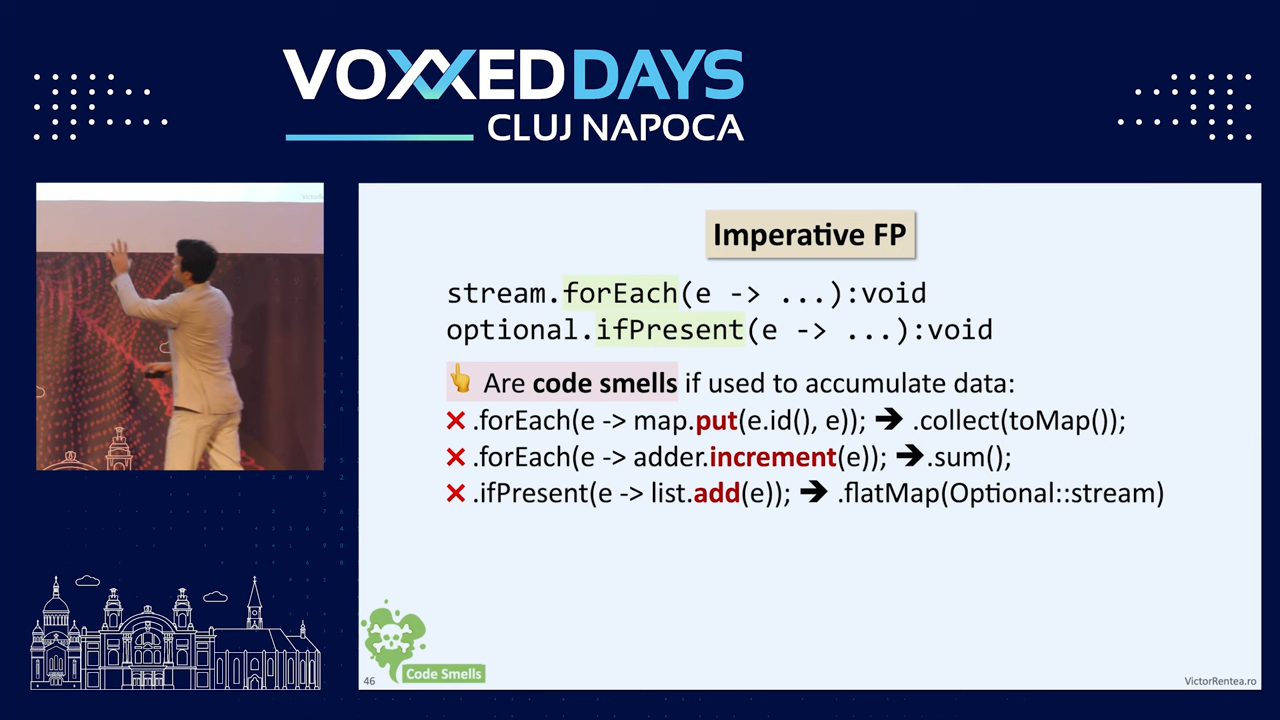 VOXXED DAYS
CLUJ NAPOCA
Imperative FP
stream.forEach(e -> ...):void
optional.ifPresent(e -> ...):void
👆 Are code smells if used to accumulate data:
❌ .forEach(e -> map.put(e.id(), e)); ➔ .collect(toMap());
❌ .forEach(e -> adder.increment(e)); ➔.sum();
❌ .ifPresent(e -> list.add(e)); ➔ .flatMap(Optional::stream)
Code Smells
46
VictorRentea.ro